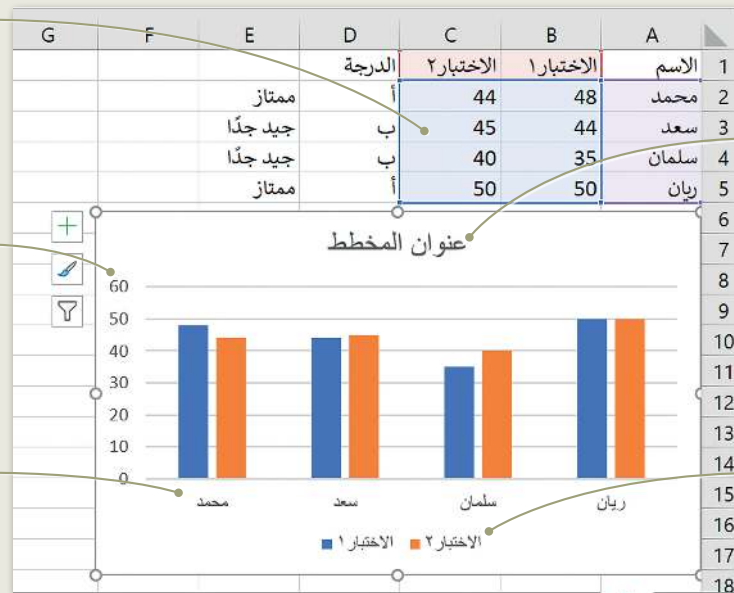 A B C D E F G
1 الاسم الاختبار١ الاختبار٢ الدرجة
2 محمد 48 44 أ ممتاز
3 سعد 44 45 ب جيد جدًا
4 سلمان 35 40 ب جيد جدًا
5 ريان 50 50 أ ممتاز
6
7
8
9
10
11
12
13
14
15
16
17
18
عنوان المخطط
60
50
40
30
20
10
0
محمد سعد سلمان ريان
الاختبار١ الاختبار٢